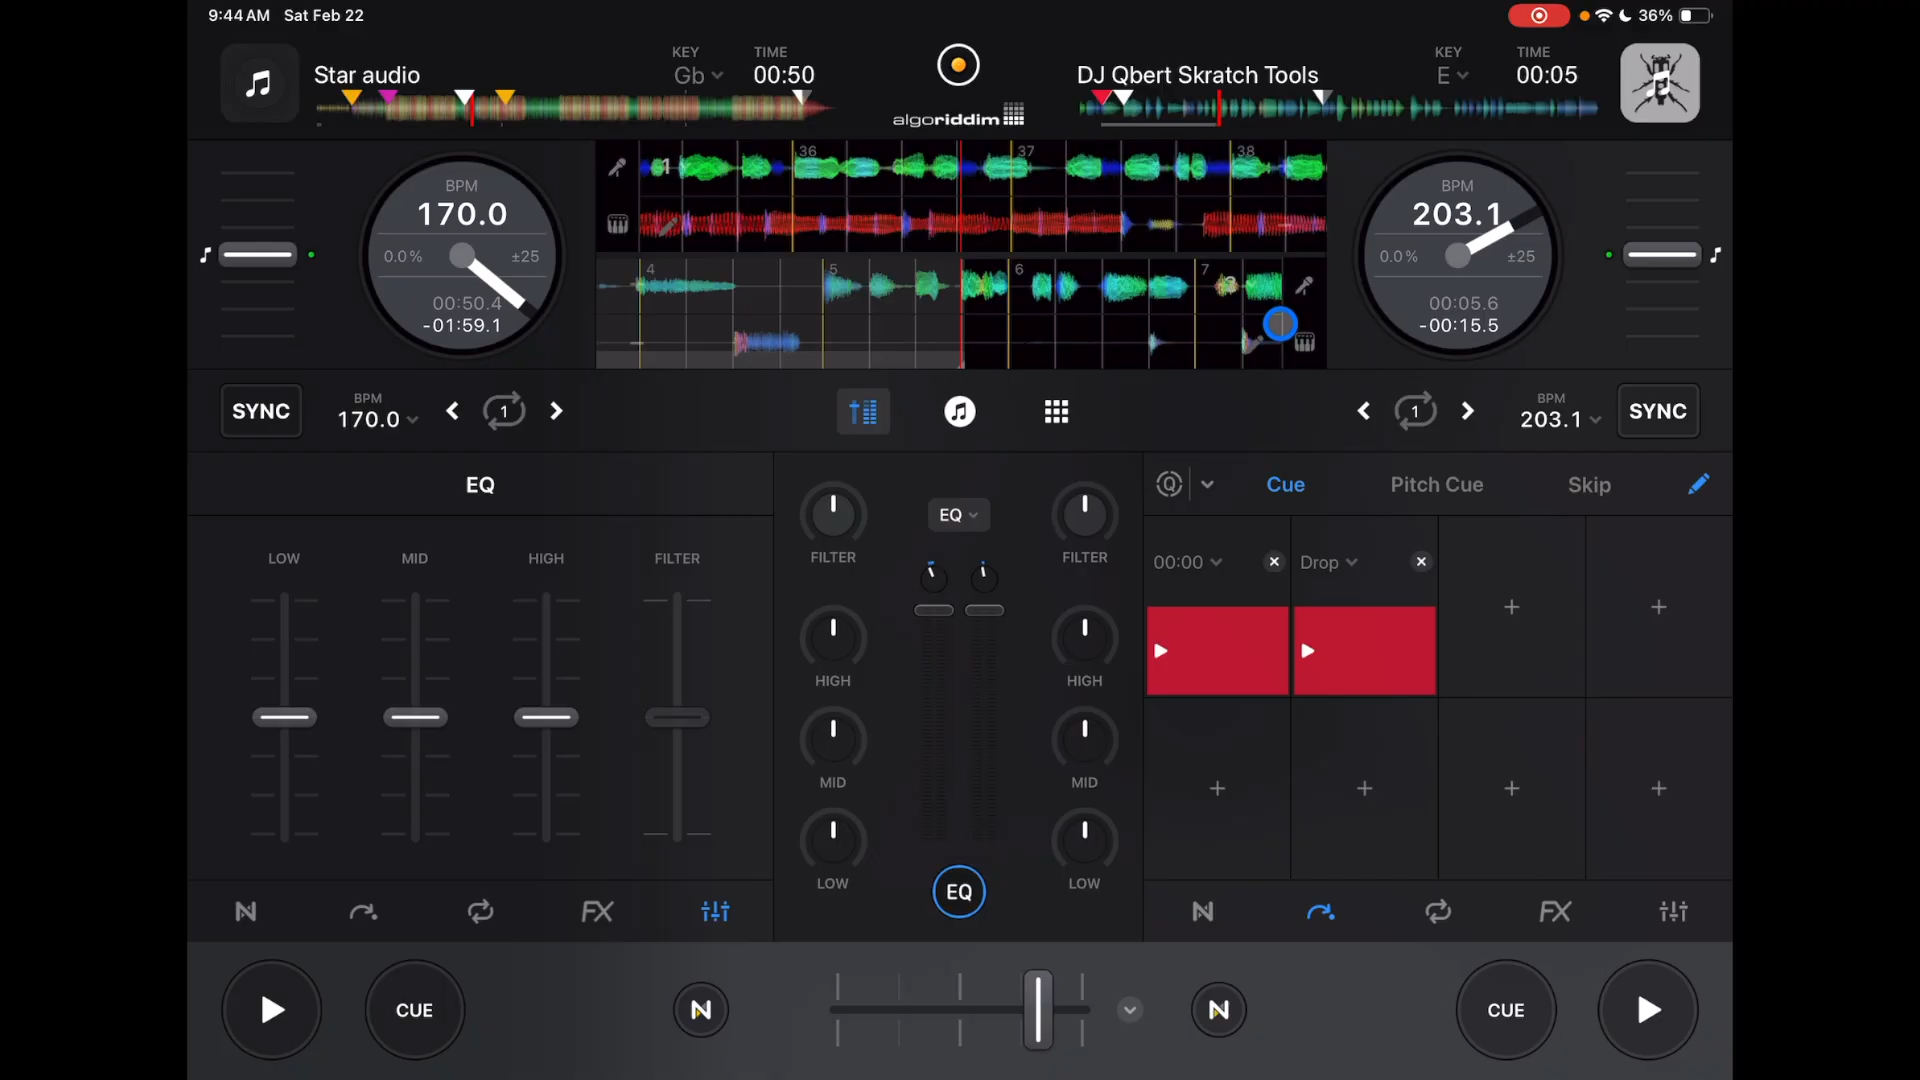 9:44 AM Sat Feb 22
36%
Star audio
KEY
Gb
TIME
00:50
algoriddim
DJ Qbert Skratch Tools
KEY
E
TIME
00:05
BPM
170.0
0.0%
±25
00:50.4
-01:59.1
1
36
37
38
4
5
6
7
BPM
203.1
0.0%
±25
00:05.6
-00:15.5
SYNC
BPM
170.0
1
1
BPM
203.1
SYNC
EQ
LOW
MID
HIGH
FILTER
FILTER
HIGH
MID
LOW
EQ
EQ
FILTER
HIGH
MID
LOW
Q
Cue
Pitch Cue
Skip
00:00
Drop
FX
FX
CUE
CUE